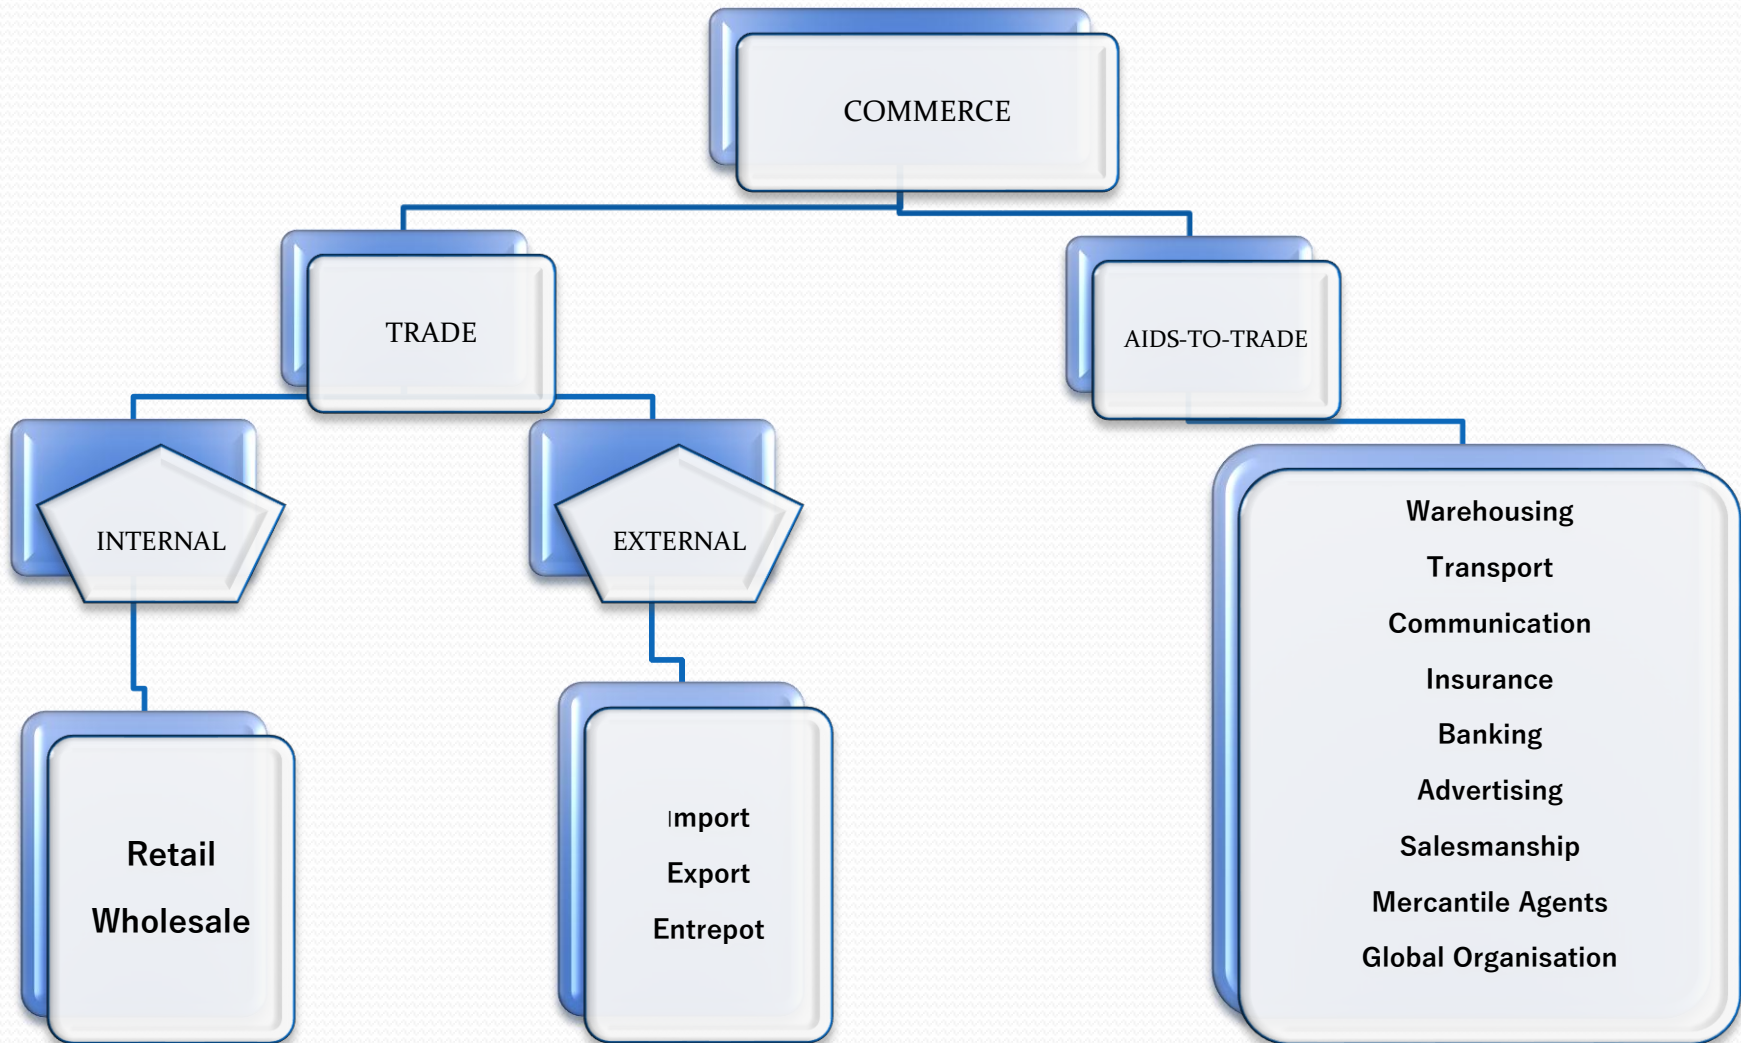 COMMERCE
TRADE
AIDS-TO-TRADE
INTERNAL
EXTERNAL
Retail
Wholesale
Import
Export
Entrepot
Warehousing
Transport
Communication
Insurance
Banking
Advertising
Salesmanship
Mercantile Agents
Global Organisation